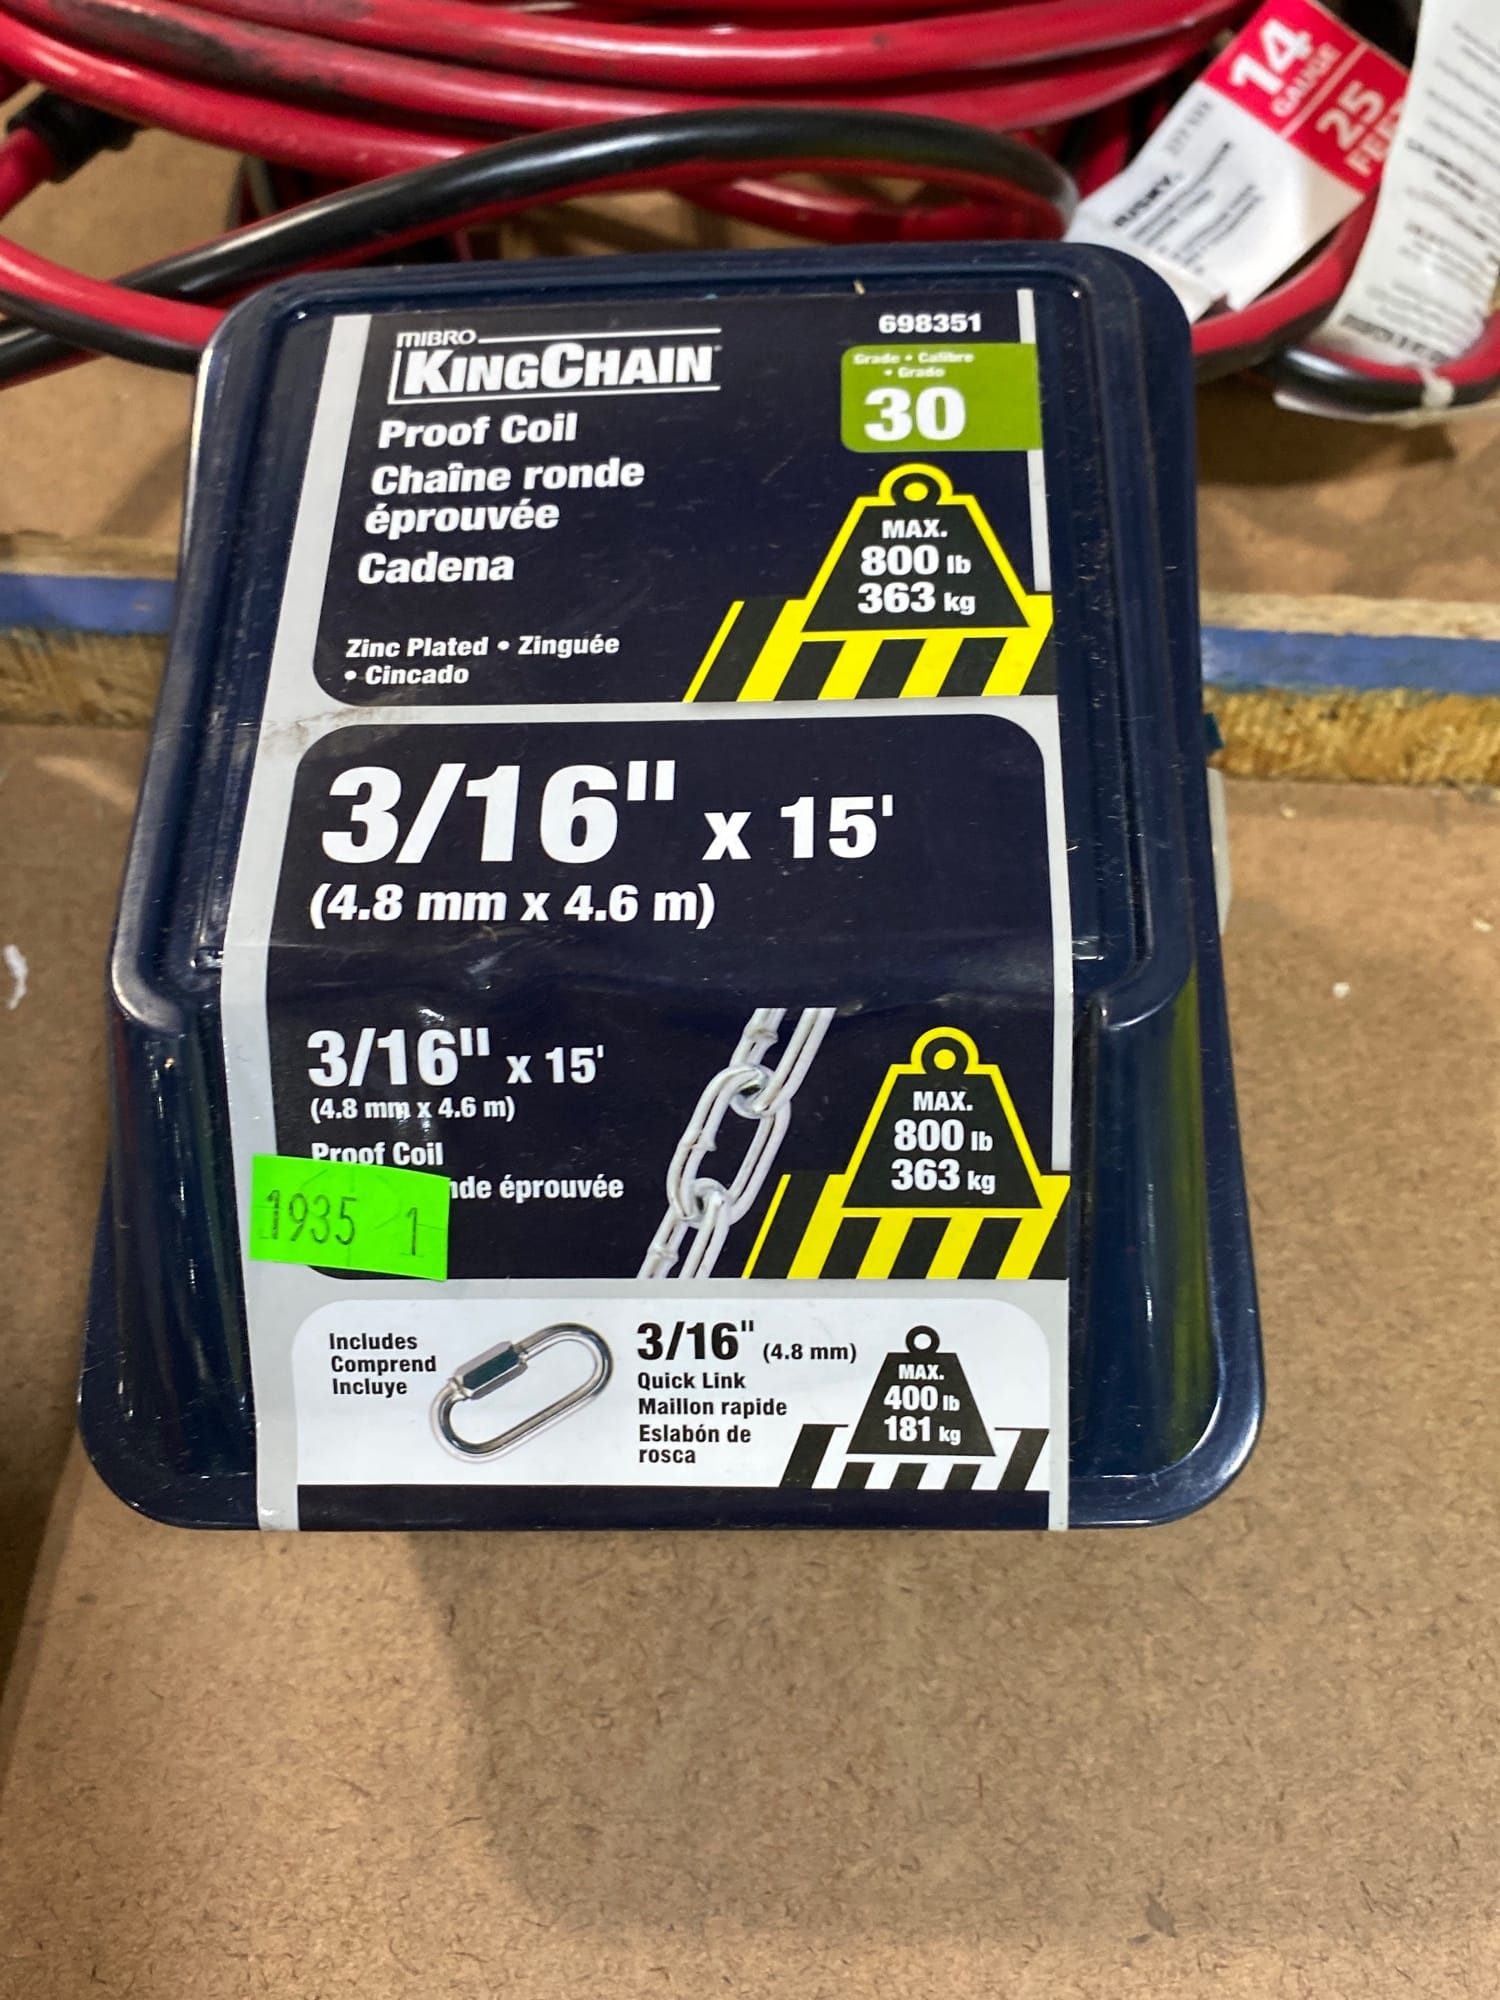 14
GAUGE
25
HUSKY.
MIBRO
KINGCHAIN
698351
Grade • Calibre
• Grado
30
Proof Coil
Chaîne ronde
éprouvée
Cadena
MAX.
800 lb
363 kg
Zinc Plated • Zinguée
• Cincado
3/16" x 15'
(4.8 mm x 4.6 m)
3/16" x 15'
(4.8 mm x 4.6 m)
Proof Coil
nde éprouvée
MAX.
800 lb
363 kg
1935 1
Includes
Comprend
Incluye
3/16" (4.8 mm)
Quick Link
Maillon rapide
Eslabón de
rosca
MAX.
400 lb
181 kg